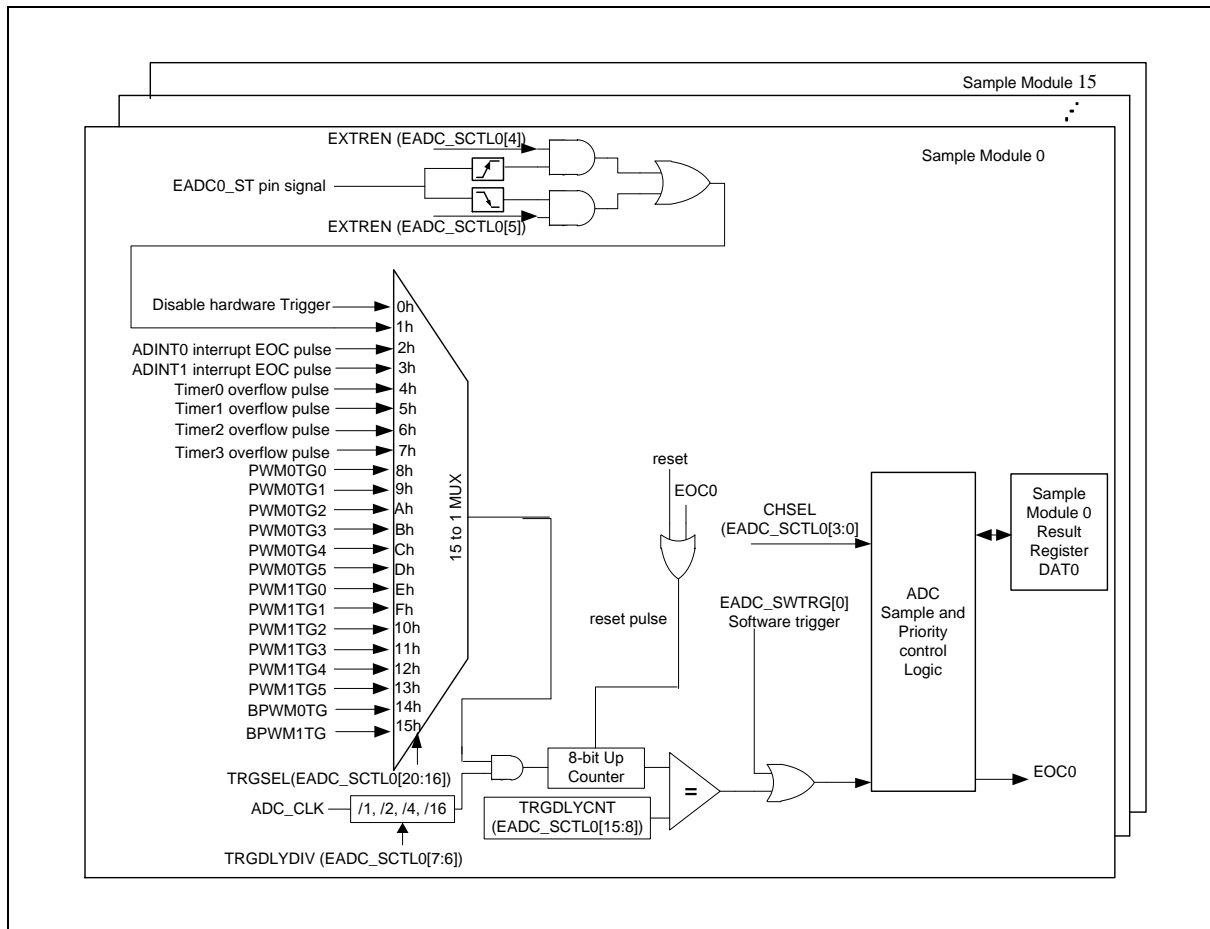 Sample Module 15
Sample Module 0
EXTREN (EADC_SCTL0[4])
EADC0_ST pin signal
EXTREN (EADC_SCTL0[5])
Disable hardware Trigger
0h
1h
ADINT0 interrupt EOC pulse
2h
ADINT1 interrupt EOC pulse
3h
Timer0 overflow pulse
4h
Timer1 overflow pulse
5h
Timer2 overflow pulse
6h
Timer3 overflow pulse
7h
PWM0TG0
8h
PWM0TG1
9h
PWM0TG2
Ah
PWM0TG3
Bh
PWM0TG4
Ch
PWM0TG5
Dh
PWM1TG0
Eh
PWM1TG1
Fh
PWM1TG2
10h
PWM1TG3
11h
PWM1TG4
12h
PWM1TG5
13h
BPWM0TG
14h
BPWM1TG
15h
15 to 1 MUX
TRGSEL(EADC_SCTL0[20:16])
ADC_CLK
/1, /2, /4, /16
TRGDLYDIV (EADC_SCTL0[7:6])
reset
EOC0
reset pulse
8-bit Up
Counter
TRGDLYCNT
(EADC_SCTL0[15:8])
=
CHSEL
(EADC_SCTL0[3:0]
EADC_SWTRG[0]
Software trigger
ADC
Sample and
Priority
control
Logic
Sample
Module 0
Result
Register
DAT0
EOC0